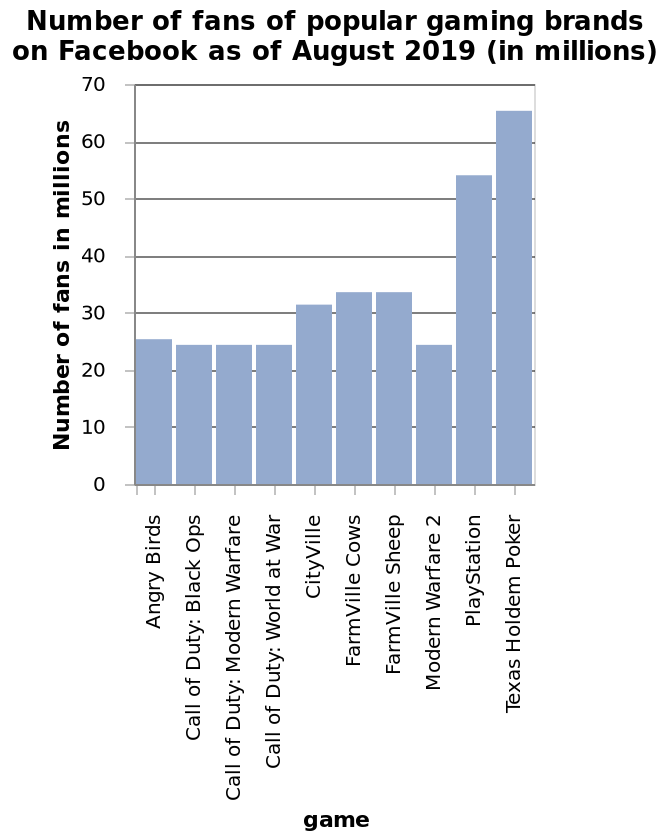 Number of fans of popular gaming brands
on Facebook as of August 2019 (in millions)
Number of fans in millions
70
60
50
40
30
20
10
0
Angry Birds
Call of Duty: Black Ops
Call of Duty: Modern Warfare
Call of Duty: World at War
CityVille
FarmVille Cows
FarmVille Sheep
Modern Warfare 2
PlayStation
Texas Holdem Poker
game